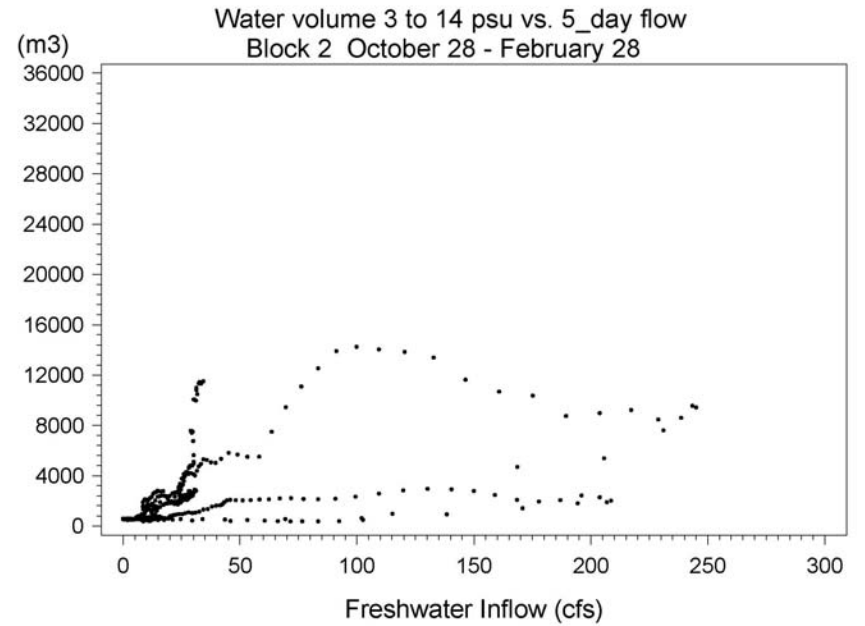 Water volume 3 to 14 psu vs. 5_day flow
(m3)
Block 2 October 28 - February 28
36000
32000
28000
24000
20000
16000
12000
8000
4000
0
0 50 100 150 200 250 300
Freshwater Inflow (cfs)